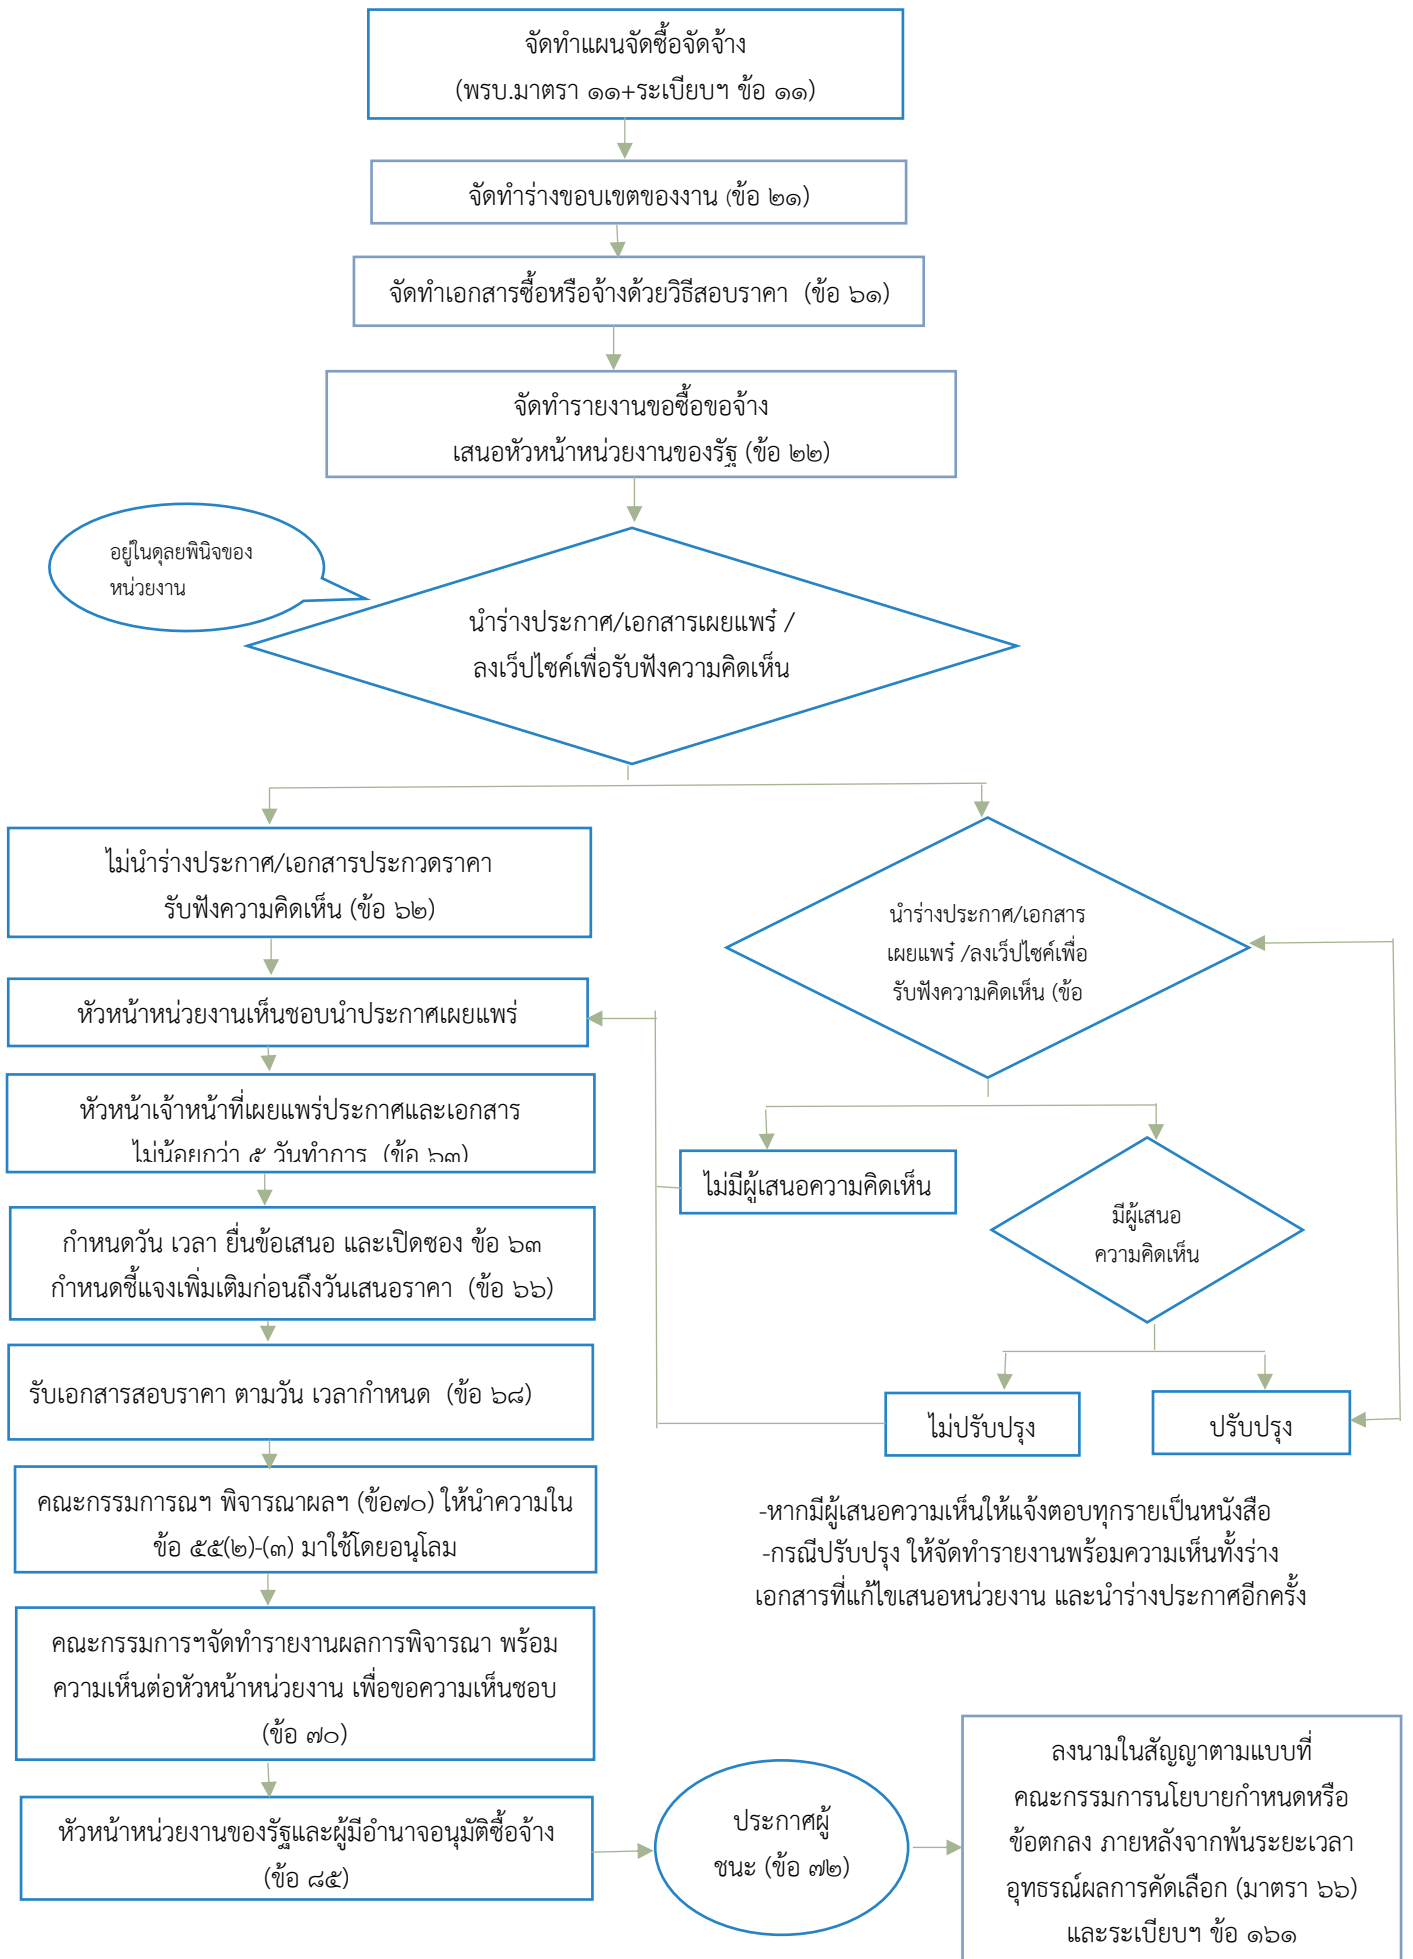 จัดทำแผนจัดซื้อจัดจ้าง
(พรบ.มาตรา ๑๑+ระเบียบฯ ข้อ ๑๑)
จัดทำร่างขอบเขตของงาน (ข้อ ๒๑)
จัดทำเอกสารซื้อหรือจ้างด้วยวิธีสอบราคา (ข้อ ๖๑)
จัดทำรายงานขอซื้อขอจ้าง
เสนอหัวหน้าหน่วยงานของรัฐ (ข้อ ๒๒)
อยู่ในดุลยพินิจของ
หน่วยงาน
นำร่างประกาศ/เอกสารเผยแพร๋ /
ลงเว็ปไซค์เพื่อรับฟังความคิดเห็น
ไม่นำร่างประกาศ/เอกสารประกวดราคา
รับฟังความคิดเห็น (ข้อ ๖๒)
นำร่างประกาศ/เอกสาร
เผยแพร๋ /ลงเว็ปไซค์เพื่อ
รับฟังความคิดเห็น (ข้อ
หัวหน้าหน่วยงานเห็นชอบนำประกาศเผยแพร่
หัวหน้าเจ้าหน้าที่เผยแพร่ประกาศและเอกสาร
ไม่น้อยกว่า ๕ วันทำการ (ข้อ ๖๓)
ไม่มีผู้เสนอความคิดเห็น
มีผู้เสนอ
ความคิดเห็น
กำหนดวัน เวลา ยื่นข้อเสนอ และเปิดซอง ข้อ ๖๓
กำหนดชี้แจงเพิ่มเติมก่อนถึงวันเสนอราคา (ข้อ ๖๖)
รับเอกสารสอบราคา ตามวัน เวลากำหนด (ข้อ ๖๘)
ไม่ปรับปรุง
ปรับปรุง
คณะกรรมการณฯ พิจารณาผลฯ (ข้อ๗๐) ให้นำความใน
ข้อ ๕๕(๒)-(๓) มาใช้โดยอนุโลม
-หากมีผู้เสนอความเห็นให้แจ้งตอบทุกรายเป็นหนังสือ
-กรณีปรับปรุง ให้จัดทำรายงานพร้อมความเห็นทั้งร่าง
เอกสารที่แก้ไขเสนอหน่วยงาน และนำร่างประกาศอีกครั้ง
คณะกรรมการฯจัดทำรายงานผลการพิจารณา พร้อม
ความเห็นต่อหัวหน้าหน่วยงาน เพื่อขอความเห็นชอบ
(ข้อ ๗๐)
หัวหน้าหน่วยงานของรัฐและผู้มีอำนาจอนุมัติซื้อจ้าง
(ข้อ ๘๕)
ประกาศผู้
ชนะ (ข้อ ๗๒)
ลงนามในสัญญาตามแบบที่
คณะกรรมการนโยบายกำหนดหรือ
ข้อตกลง ภายหลังจากพ้นระยะเวลา
อุทธรณ์ผลการคัดเลือก (มาตรา ๖๖)
และระเบียบฯ ข้อ ๑๖๑